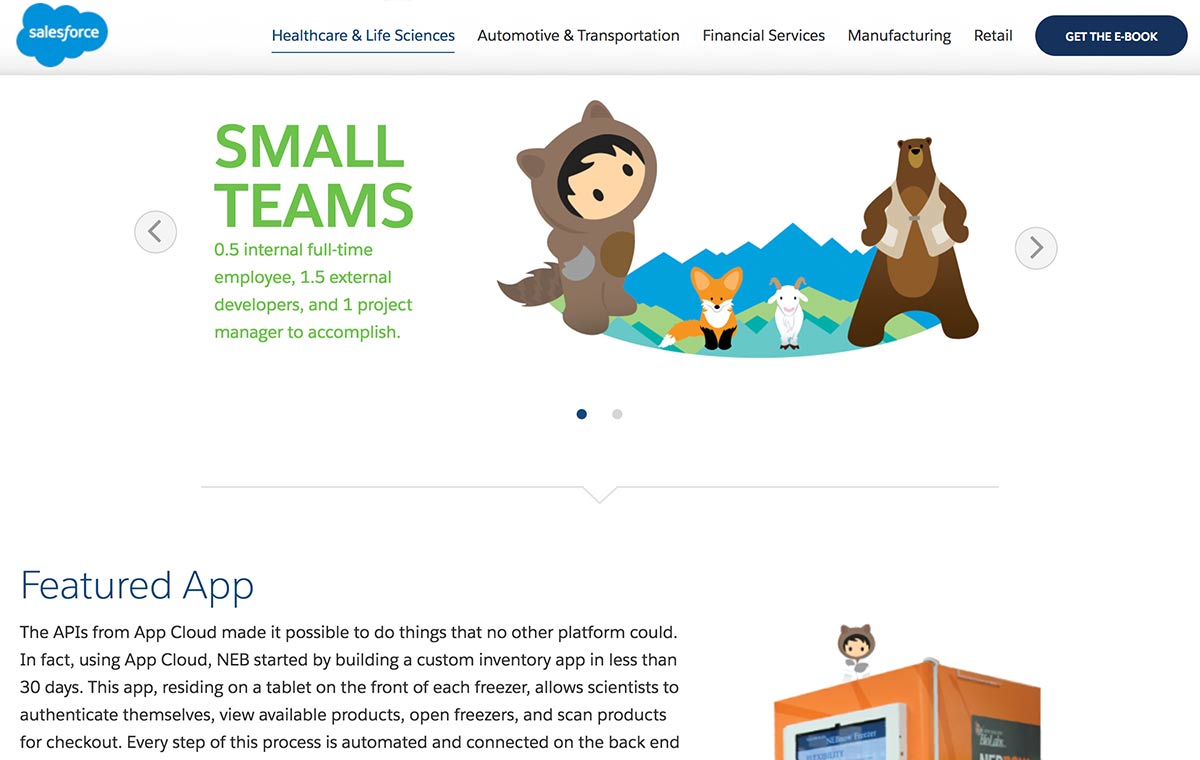 salesforce
Healthcare & Life Sciences
Automotive & Transportation
Financial Services
Manufacturing
Retail
GET THE E-BOOK
SMALL
TEAMS
0.5 internal full-time
employee, 1.5 external
developers, and 1 project
manager to accomplish.
Featured App
The APIs from App Cloud made it possible to do things that no other platform could.
In fact, using App Cloud, NEB started by building a custom inventory app in less than
30 days. This app, residing on a tablet on the front of each freezer, allows scientists to
authenticate themselves, view available products, open freezers, and scan products
for checkout. Every step of this process is automated and connected on the back end
NEBnow Freezer
FLEXIBILITY
BioLabs